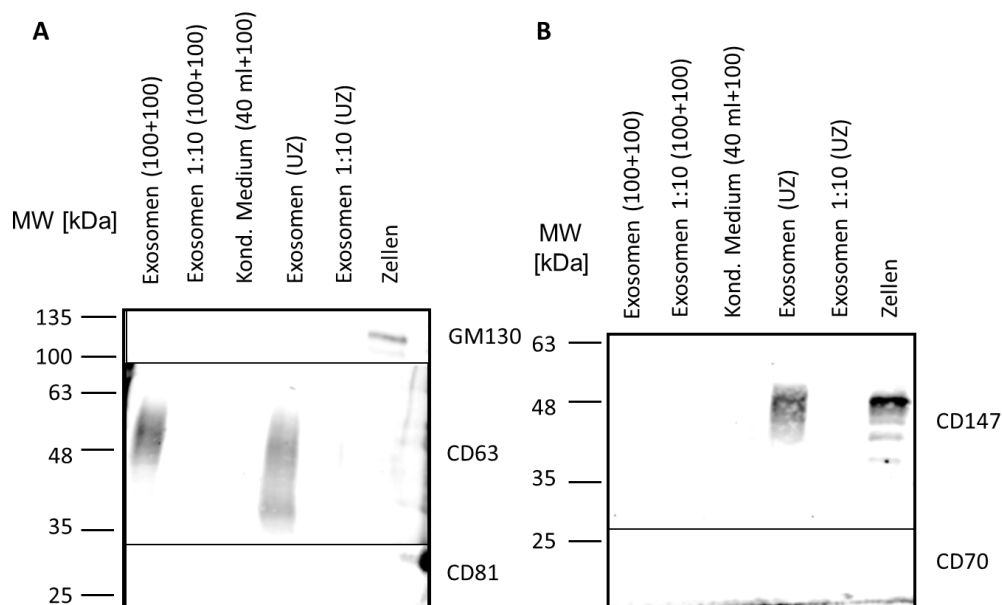 A
Exosomen (100+100)
Exosomen 1:10 (100+100)
Kond. Medium (40 ml+100)
Exosomen (UZ)
Exosomen 1:10 (UZ)
Zellen
MW [kDa]
135
100
63
48
35
25
GM130
CD63
CD81
B
Exosomen (100+100)
Exosomen 1:10 (100+100)
Kond. Medium (40 ml+100)
Exosomen (UZ)
Exosomen 1:10 (UZ)
Zellen
MW
[kDa]
63
48
35
25
CD147
CD70